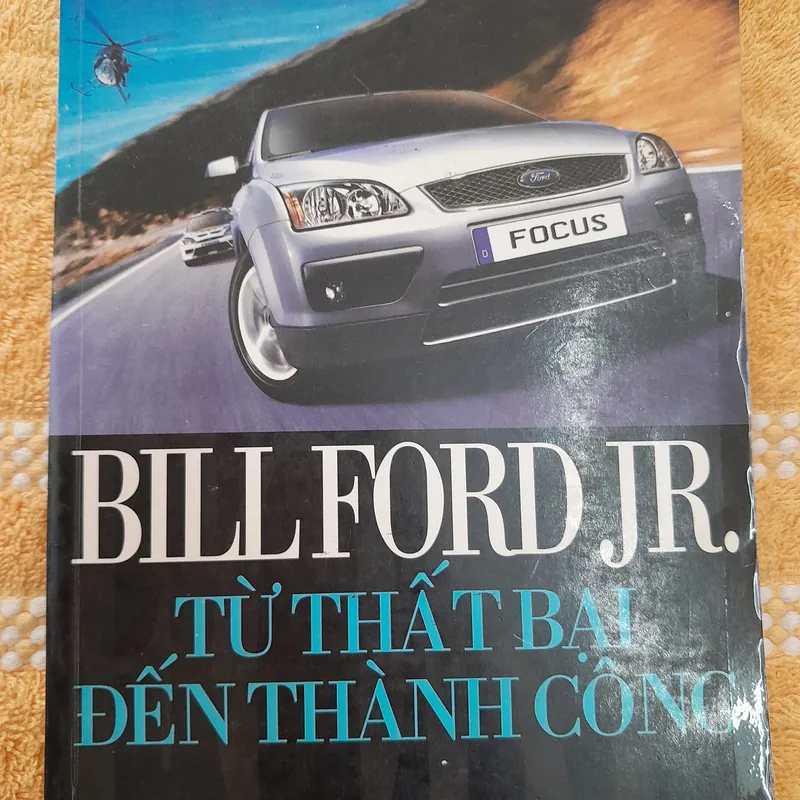 Ford
FOCUS
D
BILL FORD JR.
TỪ THẤT BẠI
ĐẾN THÀNH CÔNG